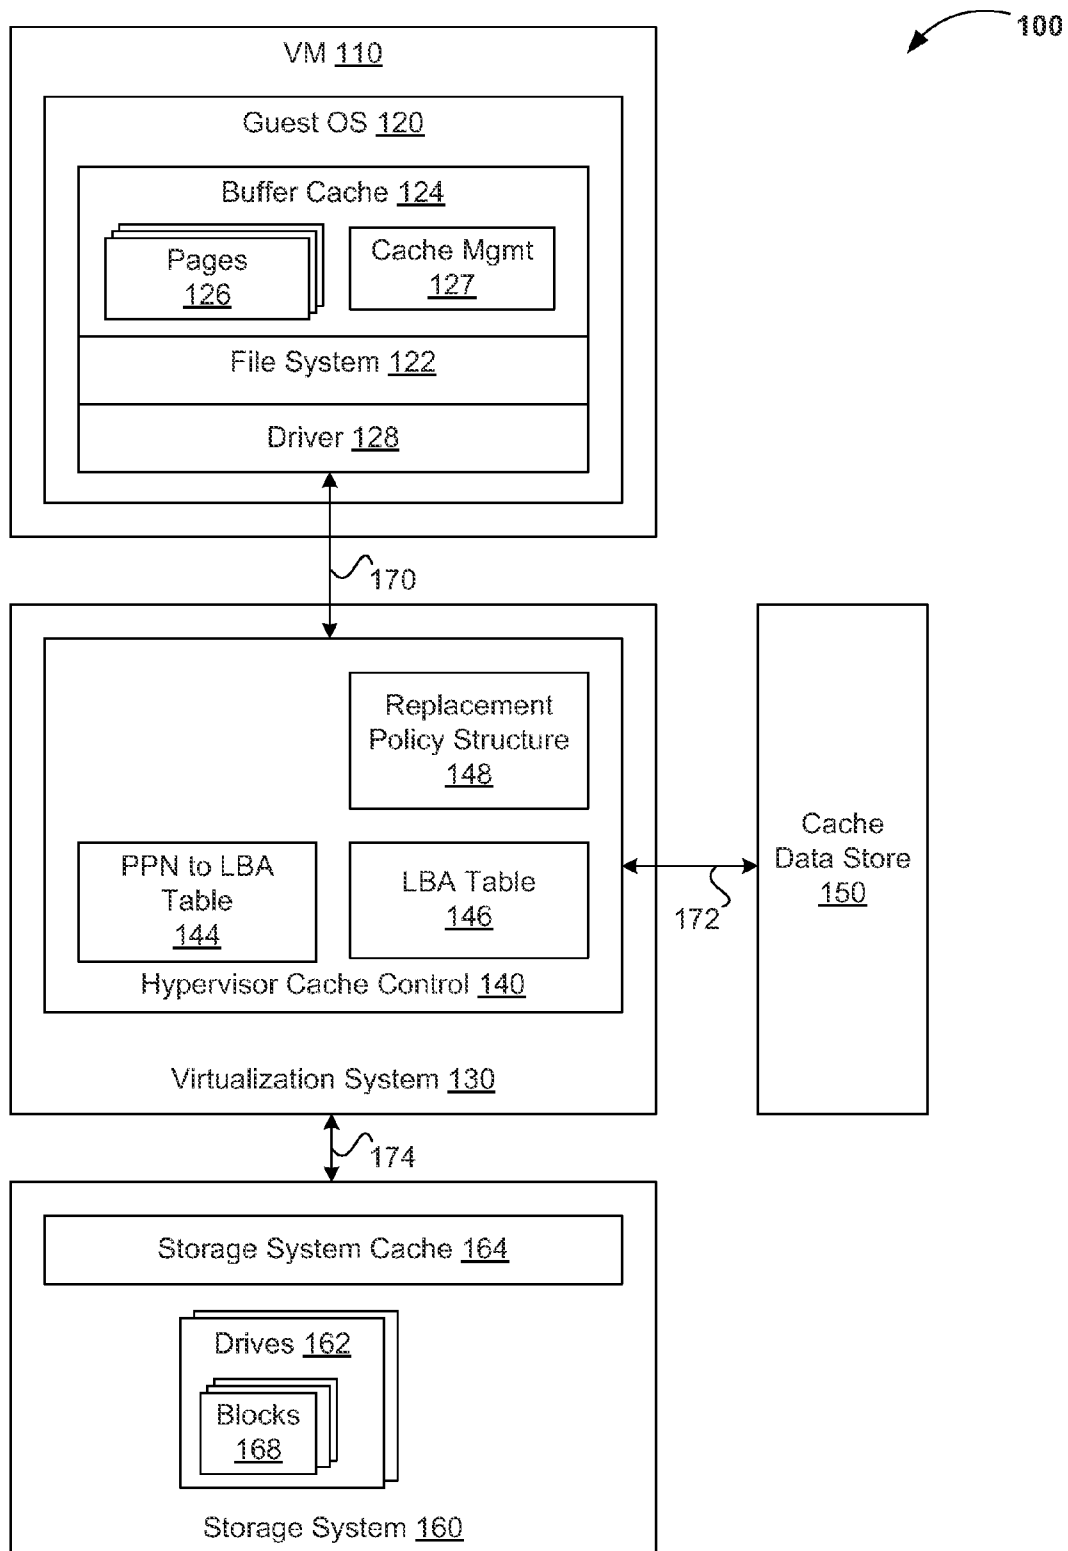 100
VM 110
Guest OS 120
Buffer Cache 124
Pages
126
Cache Mgmt
127
File System 122
Driver 128
170
Replacement
Policy Structure
148
PPN to LBA
Table
144
LBA Table
146
Hypervisor Cache Control 140
Virtualization System 130
172
Cache
Data Store
150
174
Storage System Cache 164
Drives 162
Blocks
168
Storage System 160